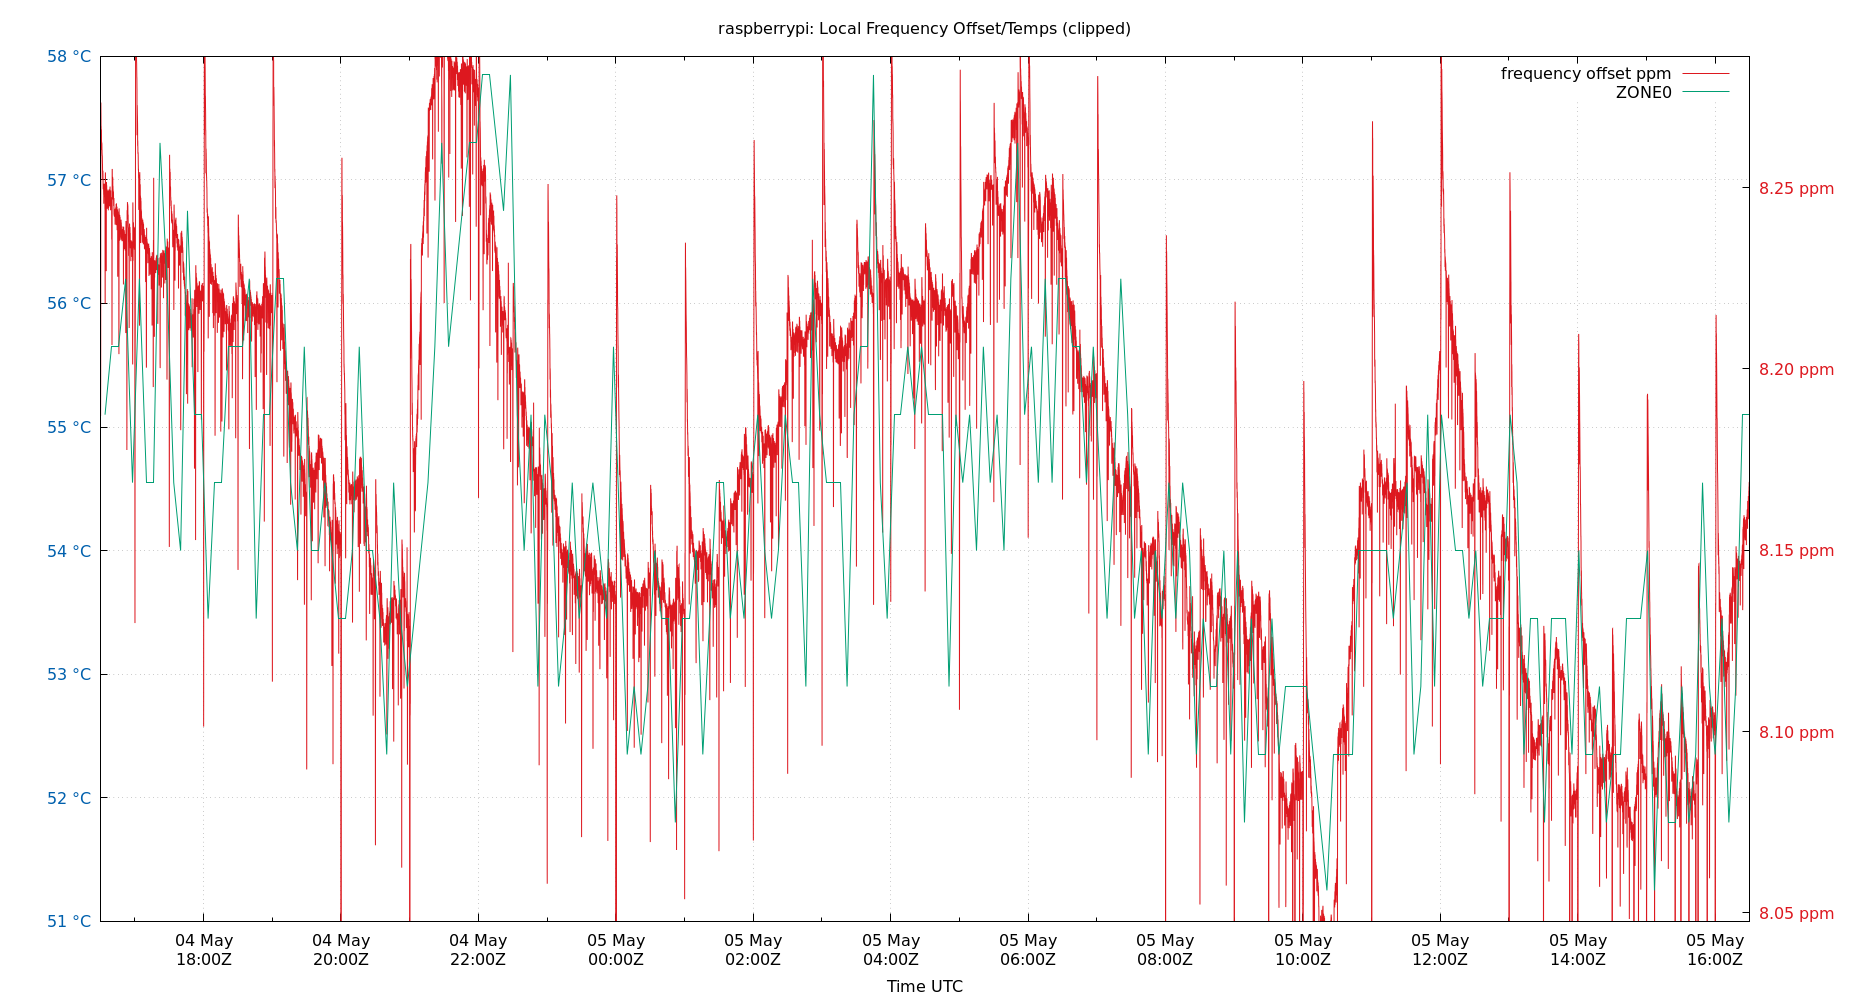 raspberrypi: Local Frequency Offset/Temps (clipped)
frequency offset ppm
ZONE0
58 °C
57 °C
56 °C
55 °C
54 °C
53 °C
52 °C
51 °C
8.25 ppm
8.20 ppm
8.15 ppm
8.10 ppm
8.05 ppm
04 May 04 May 04 May 05 May 05 May 05 May 05 May 05 May 05 May 05 May 05 May 05 May
18:00Z 20:00Z 22:00Z 00:00Z 02:00Z 04:00Z 06:00Z 08:00Z 10:00Z 12:00Z 14:00Z 16:00Z
Time UTC